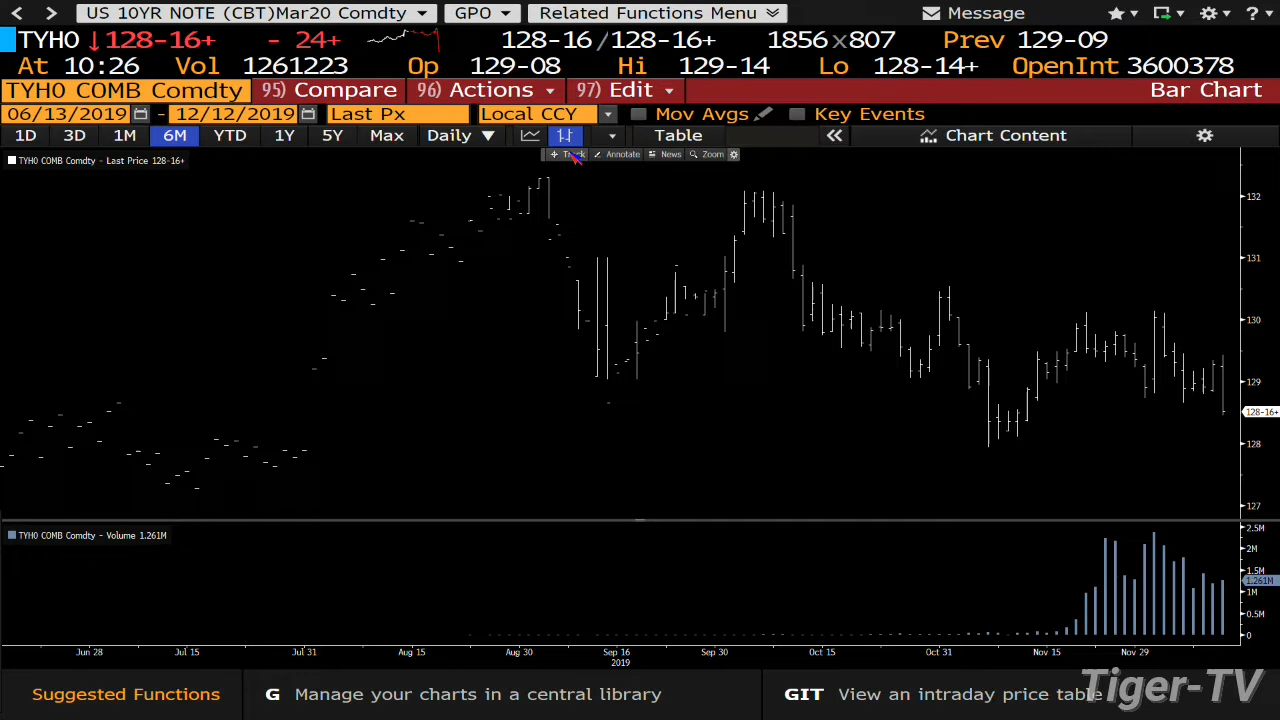 US 10YR NOTE (CBT)Mar20 Comdty GPO Related Functions Menu Message ?
TYH0 ↓128-16+ - 24+ 128-16/128-16+ 1856x807 Prev 129-09
At 10:26 Vol 1261223 Op 129-08 Hi 129-14 Lo 128-14+ OpenInt 3600378
TYH0 COMB Comdty 95) Compare 96) Actions 97) Edit Bar Chart
06/13/2019 - 12/12/2019 Last Px Local CCY Mov Avgs Key Events
1D 3D 1M 6M YTD 1Y 5Y Max Daily ▼ Table « Chart Content
Track Annotate News Zoom
TYH0 COMB Comdty - Last Price 128-16+
132
131
130
129
128-16+
128
127
TYH0 COMB Comdty - Volume 1.261M
2.5M
2M
1.5M
1.261M
1M
0.5M
0
Jun 28 Jul 15 Jul 31 Aug 15 Aug 30 Sep 16 Sep 30 Oct 15 Oct 31 Nov 15 Nov 29
2019
Suggested Functions G Manage your charts in a central library GIT View an intraday price table
Tiger-TV